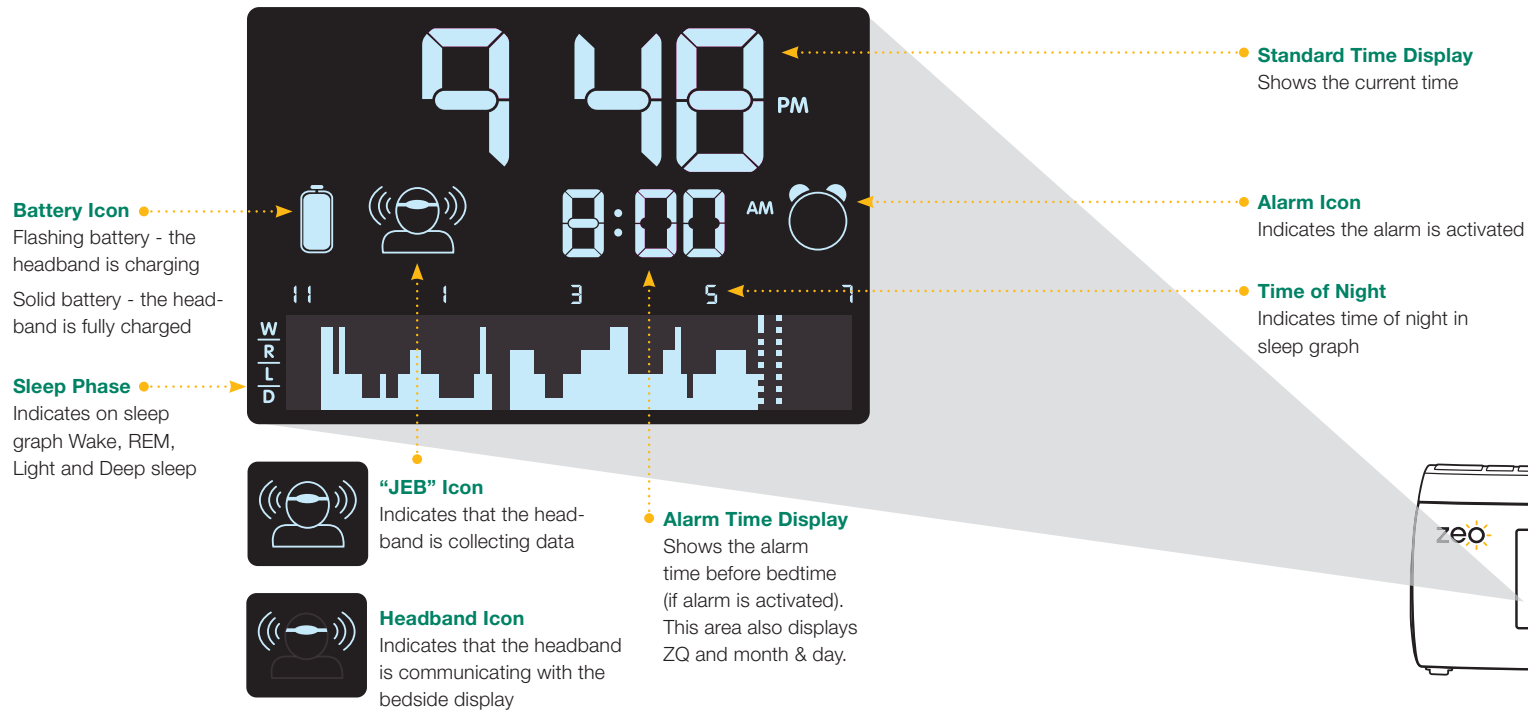 9 48 PM
8:00 AM
11 1 3 5 7
W
R
L
D
Battery Icon
Flashing battery - the
headband is charging
Solid battery - the head-
band is fully charged
Sleep Phase
Indicates on sleep
graph Wake, REM,
Light and Deep sleep
“JEB” Icon
Indicates that the head-
band is collecting data
Headband Icon
Indicates that the headband
is communicating with the
bedside display
Alarm Time Display
Shows the alarm
time before bedtime
(if alarm is activated).
This area also displays
ZQ and month & day.
Standard Time Display
Shows the current time
Alarm Icon
Indicates the alarm is activated
Time of Night
Indicates time of night in
sleep graph
zeo